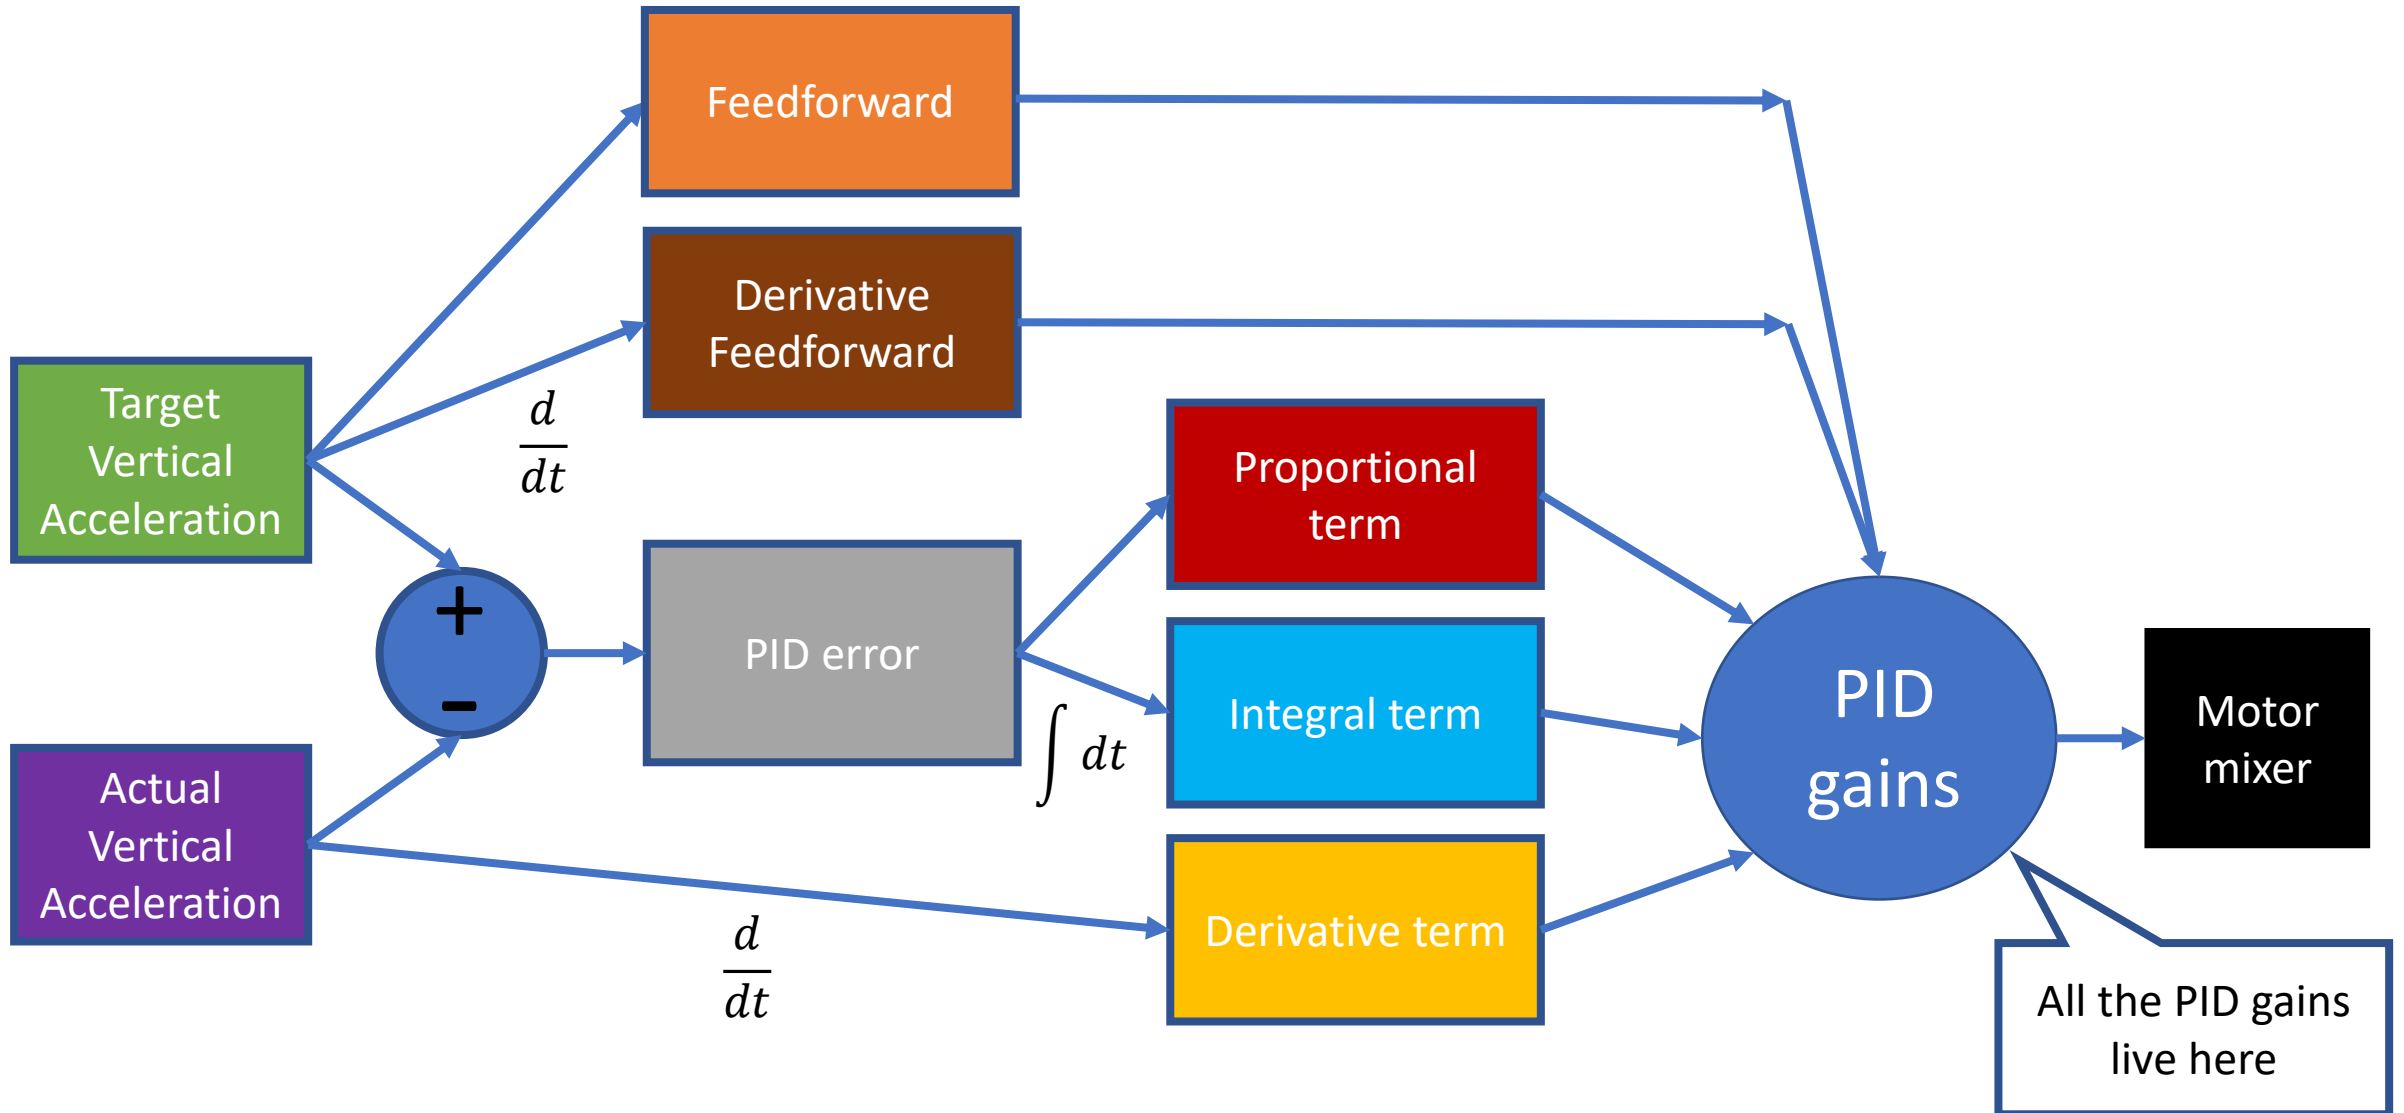 Feedforward
Derivative
Feedforward
Target
Vertical
Acceleration
d
dt
Proportional
term
+
-
PID error
Integral term
∫ dt
PID
gains
Motor
mixer
Actual
Vertical
Acceleration
Derivative term
d
dt
All the PID gains
live here